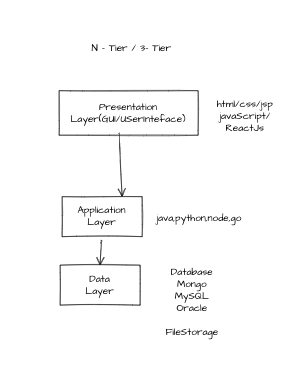 N - Tier / 3- Tier
Presentation
Layer(GUI/USerInteface)
html/css/jsp
javaScript/
ReactJs
Application
Layer
java,python,node,go
Data
Layer
Database
Mongo
MySQL
Oracle
FileStorage